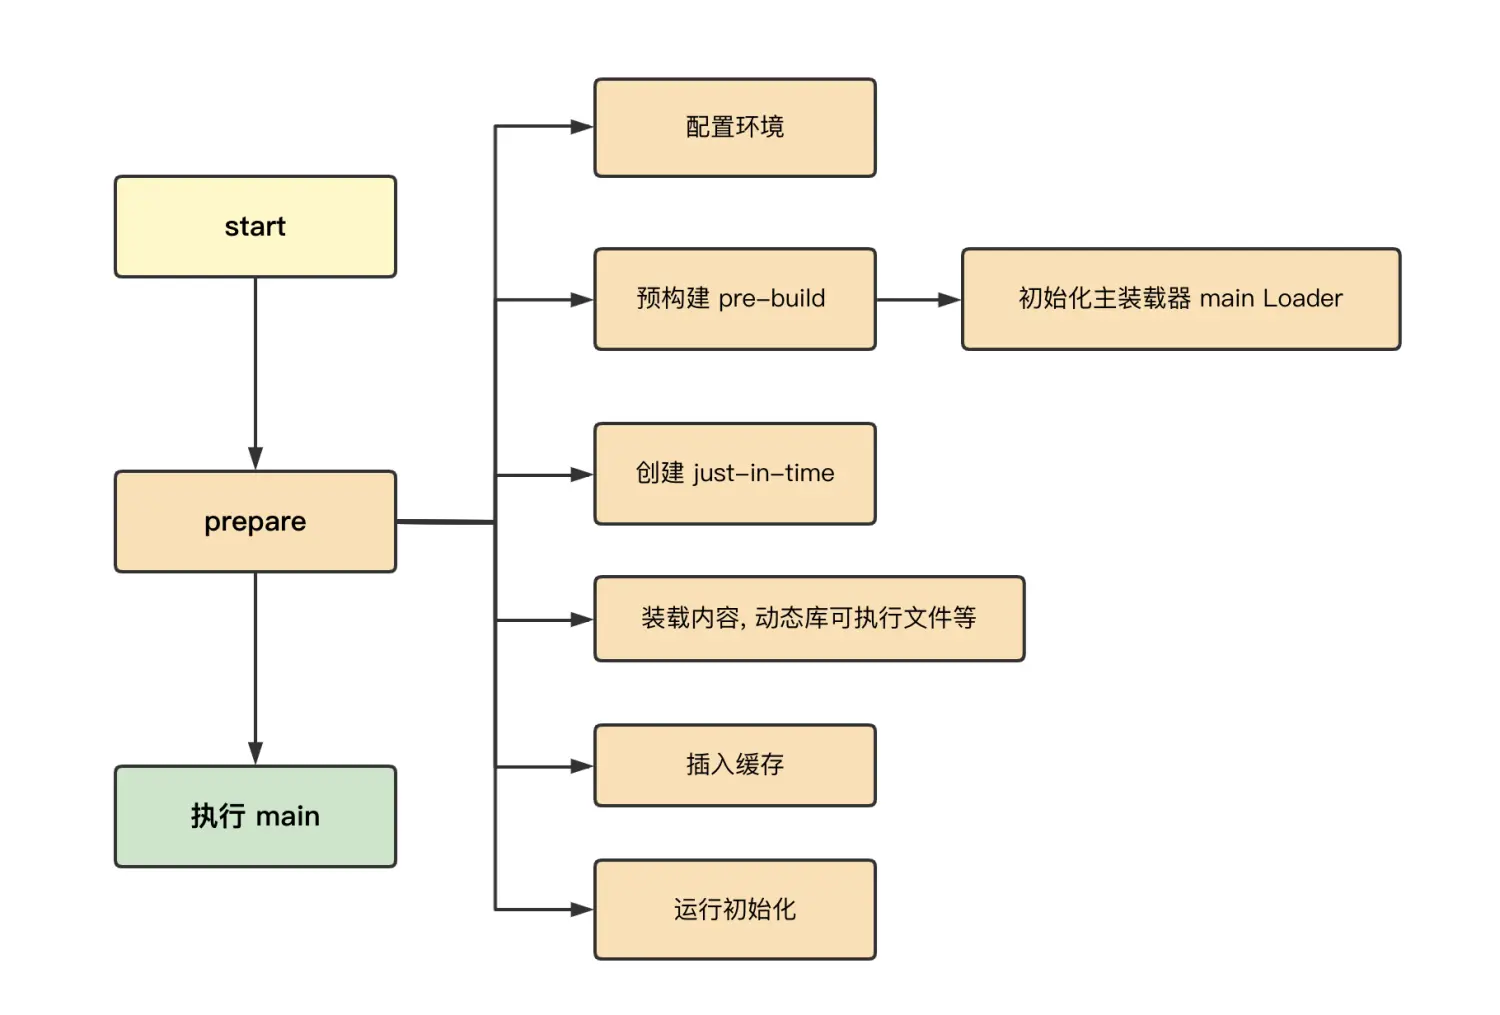 start
prepare
执行 main
配置环境
预构建 pre-build
初始化主装载器 main Loader
创建 just-in-time
装载内容, 动态库可执行文件等
插入缓存
运行初始化